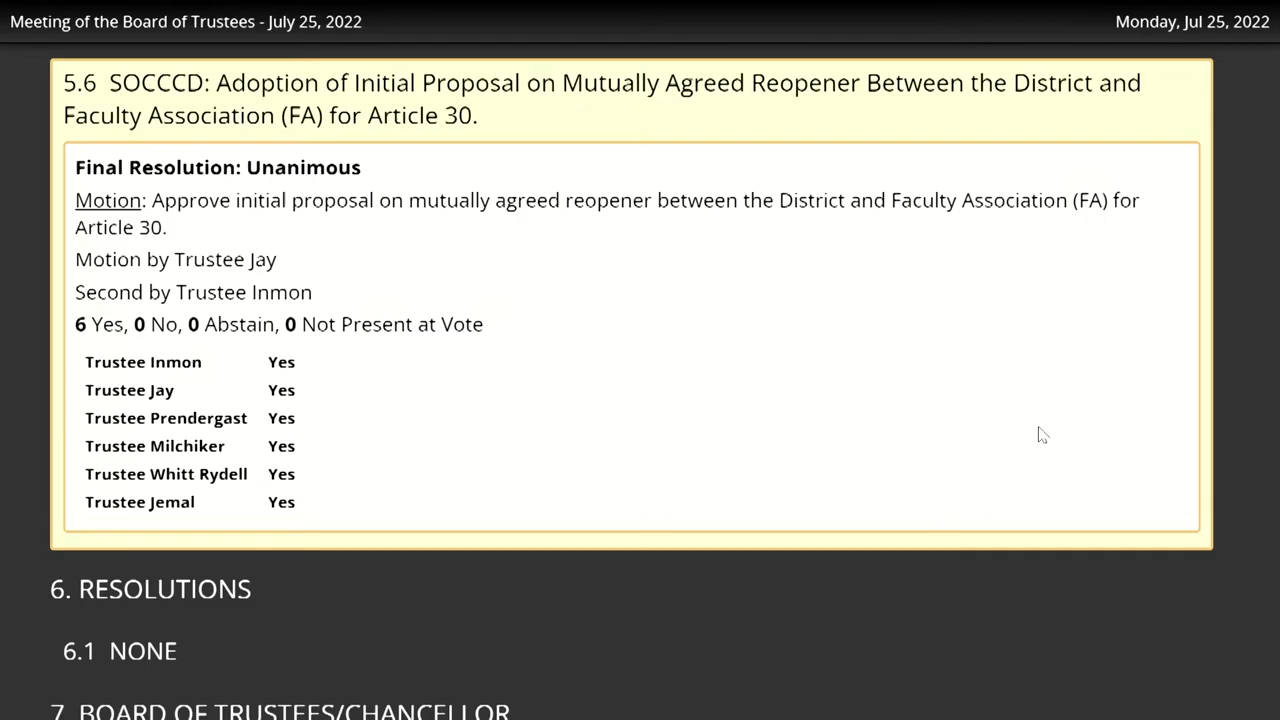 Meeting of the Board of Trustees - July 25, 2022
Monday, Jul 25, 2022
5.6 SOCCCD: Adoption of Initial Proposal on Mutually Agreed Reopener Between the District and
Faculty Association (FA) for Article 30.
Final Resolution: Unanimous
Motion: Approve initial proposal on mutually agreed reopener between the District and Faculty Association (FA) for
Article 30.
Motion by Trustee Jay
Second by Trustee Inmon
6 Yes, 0 No, 0 Abstain, 0 Not Present at Vote
Trustee Inmon Yes
Trustee Jay Yes
Trustee Prendergast Yes
Trustee Milchiker Yes
Trustee Whitt Rydell Yes
Trustee Jemal Yes
6. RESOLUTIONS
6.1 NONE
7. BOARD OF TRUSTEES/CHANCELLOR